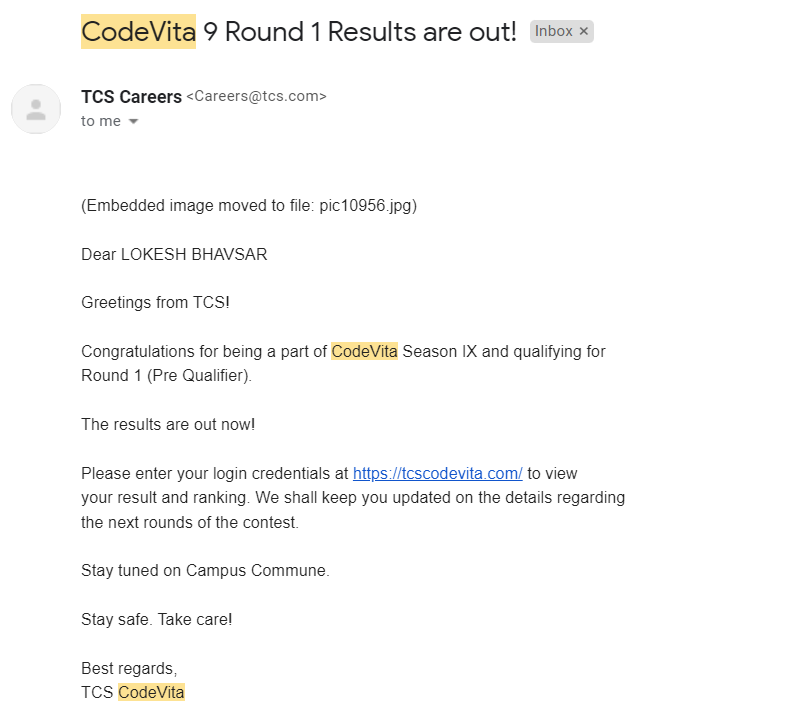 CodeVita 9 Round 1 Results are out! Inbox ×
TCS Careers <Careers@tcs.com>
to me
(Embedded image moved to file: pic10956.jpg)
Dear LOKESH BHAVSAR
Greetings from TCS!
Congratulations for being a part of CodeVita Season IX and qualifying for
Round 1 (Pre Qualifier).
The results are out now!
Please enter your login credentials at https://tcscodevita.com/ to view
your result and ranking. We shall keep you updated on the details regarding
the next rounds of the contest.
Stay tuned on Campus Commune.
Stay safe. Take care!
Best regards,
TCS CodeVita